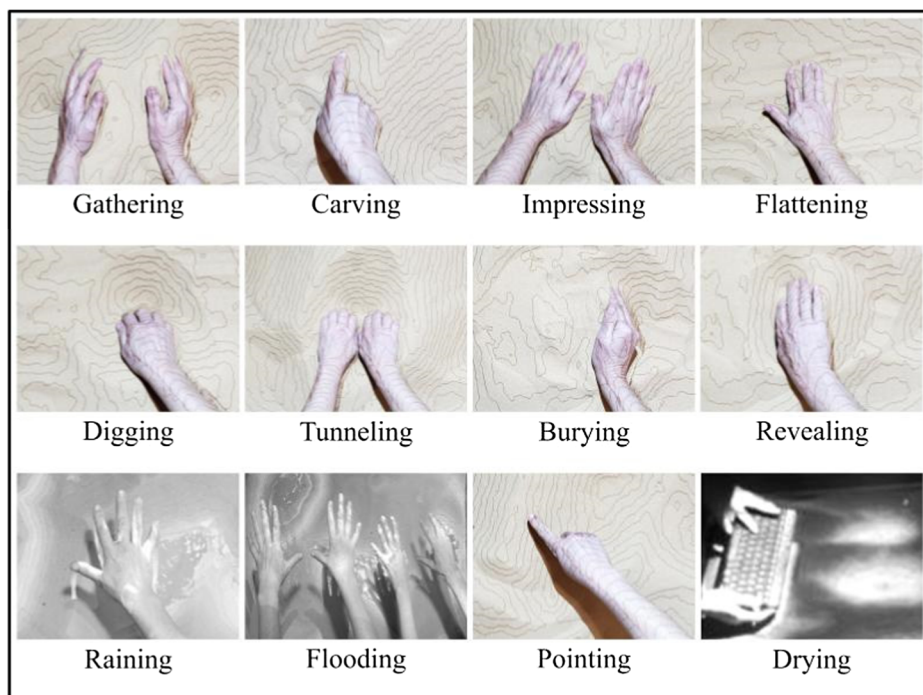 Gathering
Carving
Impressing
Flattening
Digging
Tunneling
Burying
Revealing
Raining
Flooding
Pointing
Drying